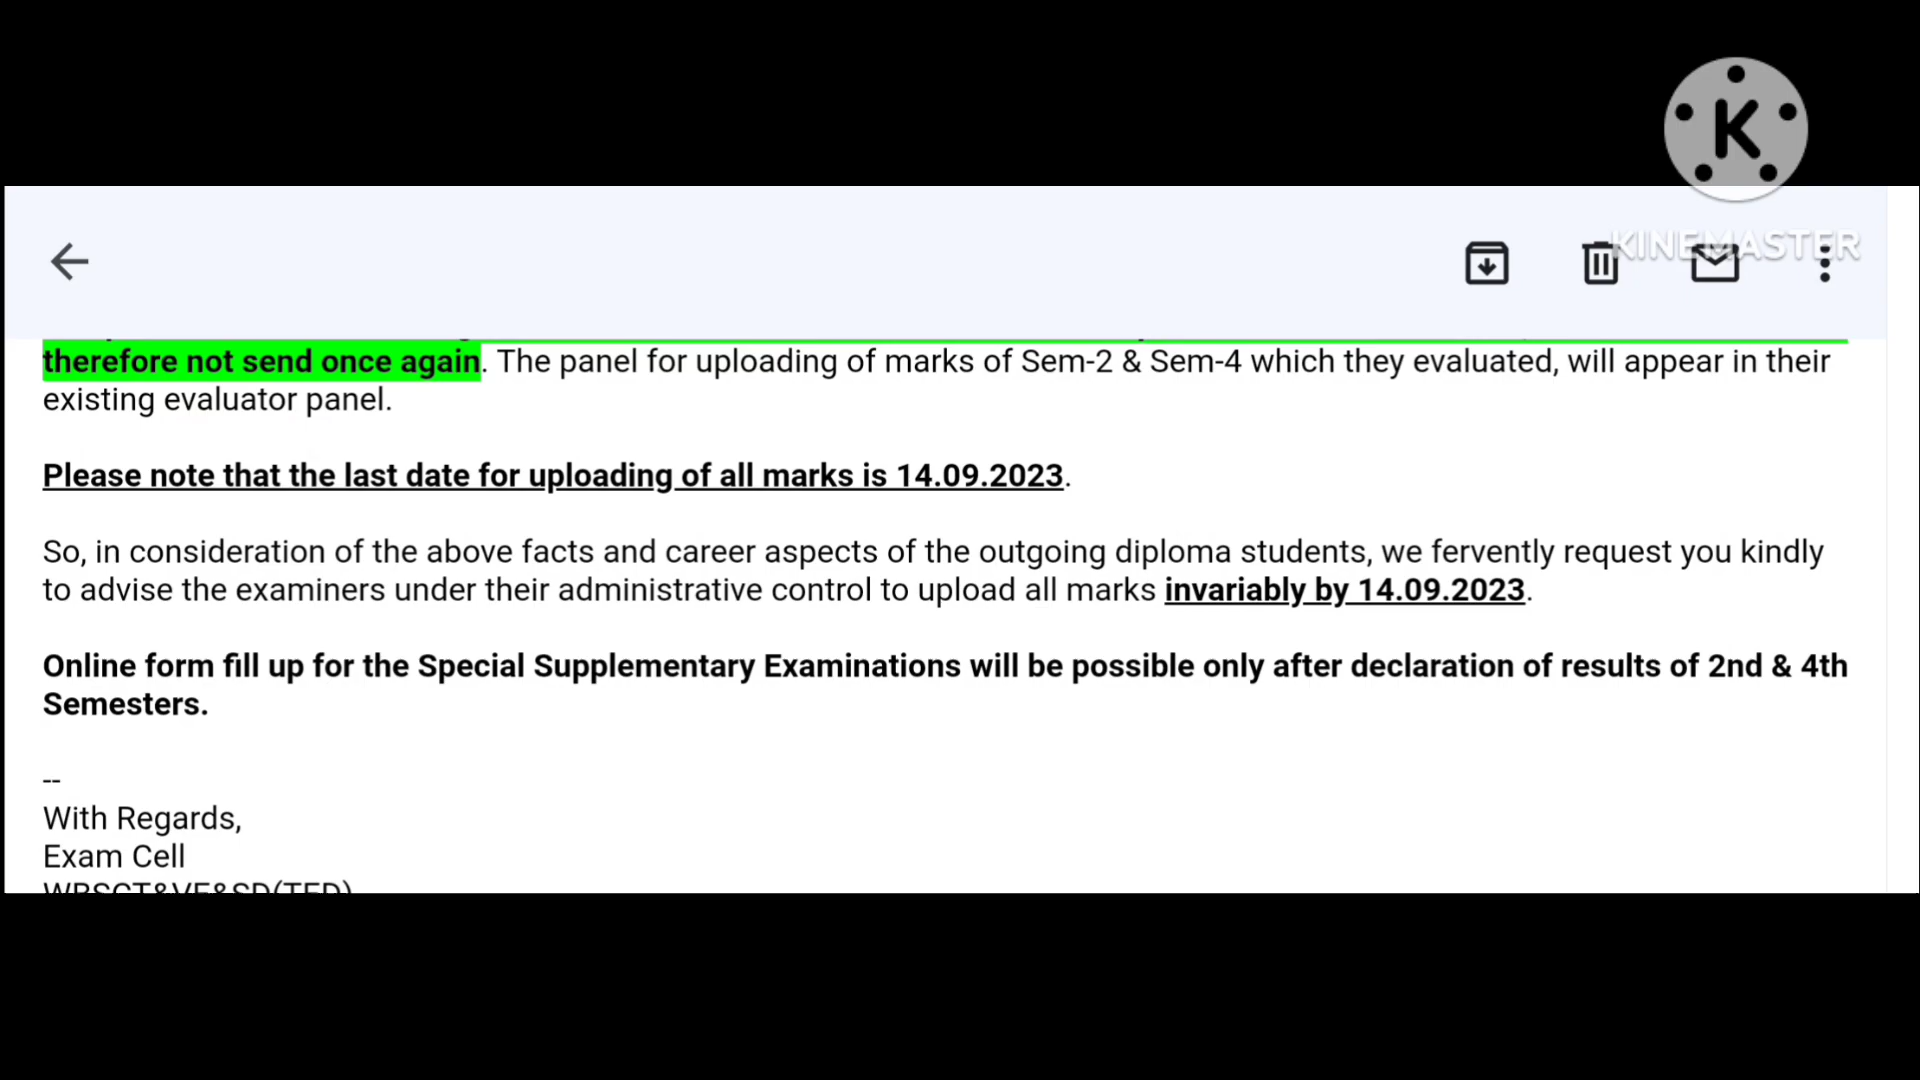 K
KINEMASTER
therefore not send once again. The panel for uploading of marks of Sem-2 & Sem-4 which they evaluated, will appear in their
existing evaluator panel.
Please note that the last date for uploading of all marks is 14.09.2023.
So, in consideration of the above facts and career aspects of the outgoing diploma students, we fervently request you kindly
to advise the examiners under their administrative control to upload all marks invariably by 14.09.2023.
Online form fill up for the Special Supplementary Examinations will be possible only after declaration of results of 2nd & 4th
Semesters.
--
With Regards,
Exam Cell
WBSCT&VE&SD(TED)